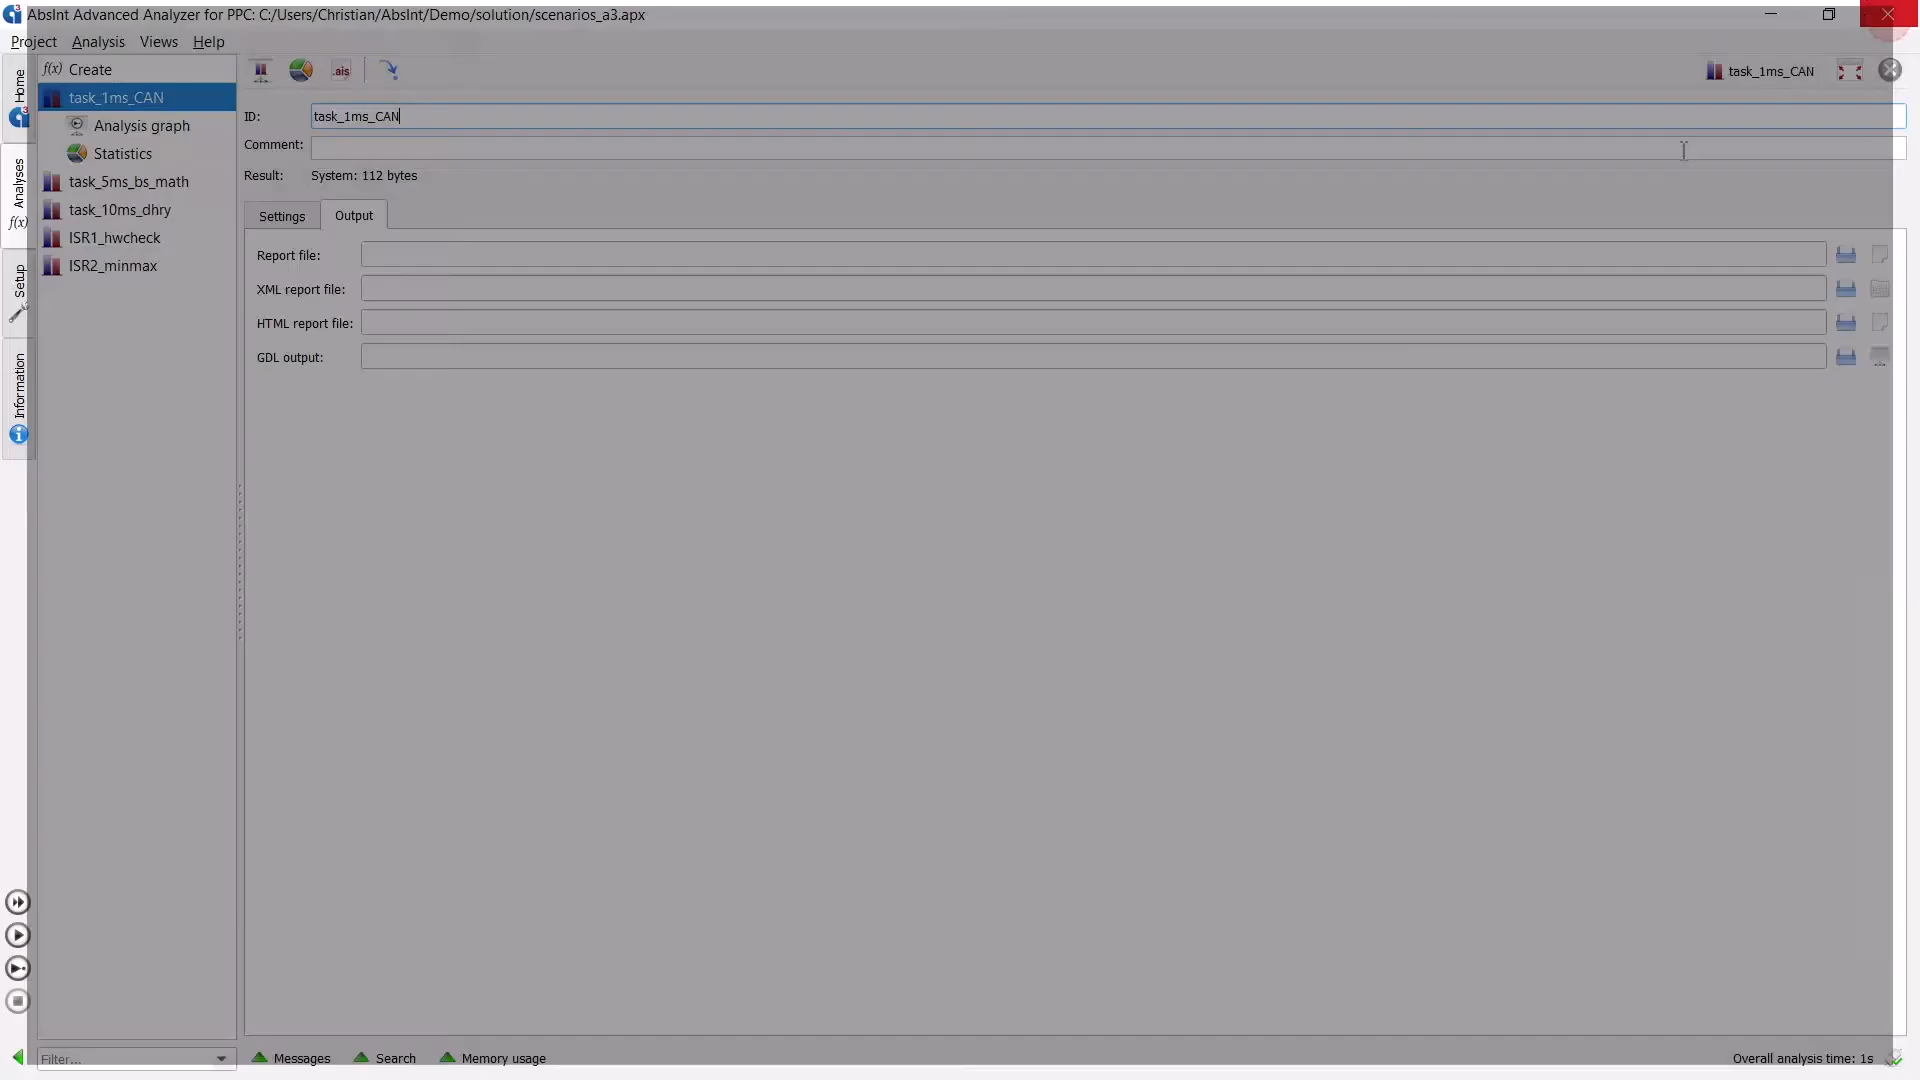 AbsInt Advanced Analyzer for PPC: C:/Users/Christian/AbsInt/Demo/solution/scenarios_a3.apx
Project Analysis Views Help
Home
Analyses
f(x)
Setup
Information
f(x) Create
task_1ms_CAN
Analysis graph
Statistics
task_5ms_bs_math
task_10ms_dhry
ISR1_hwcheck
ISR2_minmax
.ais
task_1ms_CAN
ID: task_1ms_CAN
Comment:
Result: System: 112 bytes
Settings Output
Report file:
XML report file:
HTML report file:
GDL output:
Filter...
Messages Search Memory usage
Overall analysis time: 1s